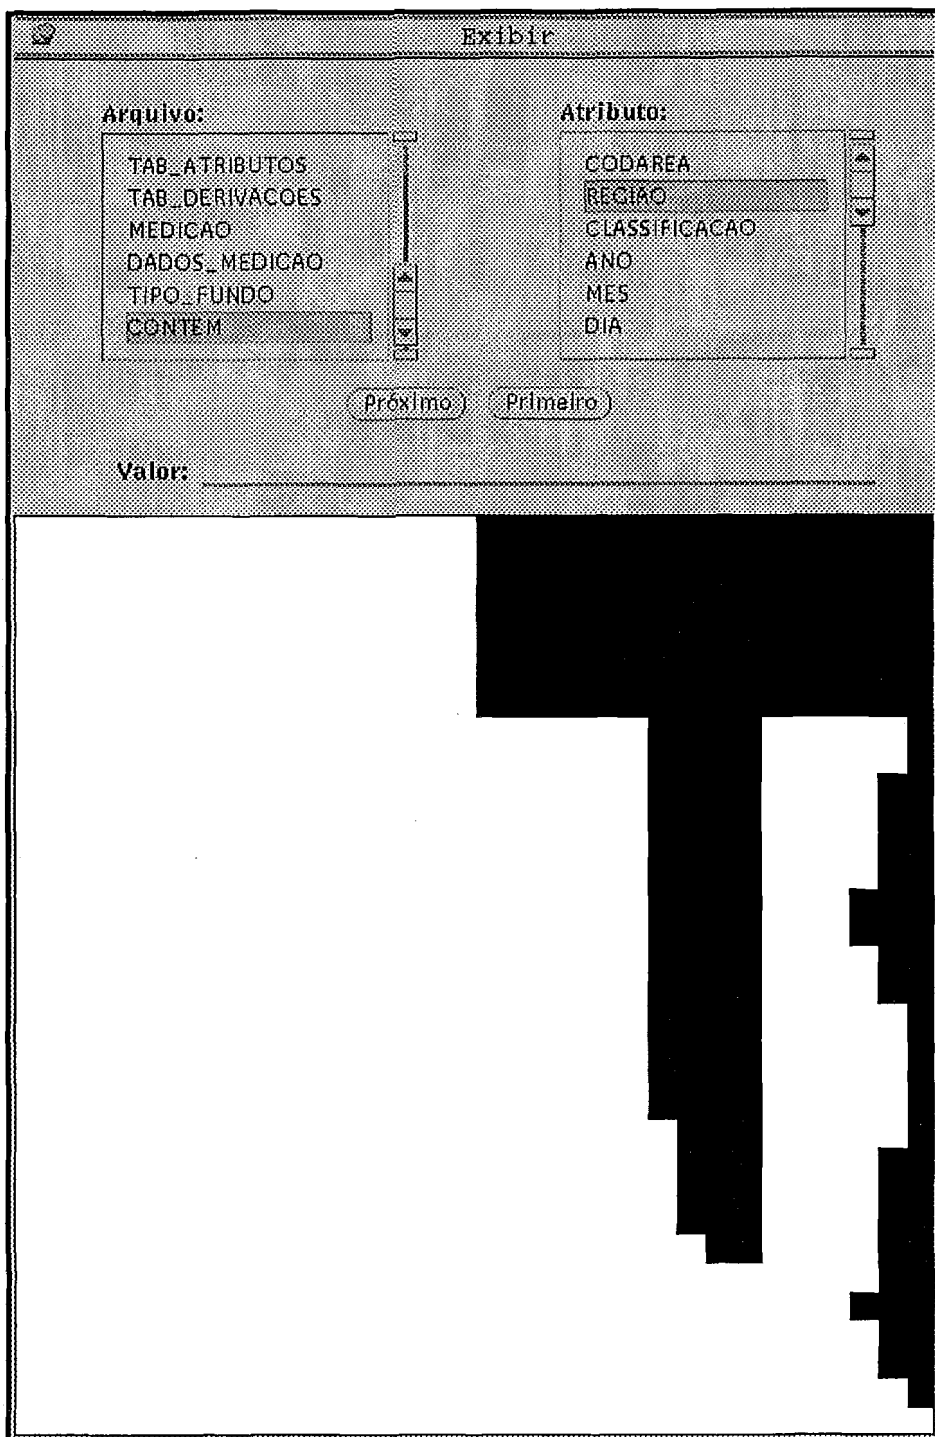 Exibir
Arquivo:
TAB_ATRIBUTOS
TAB_DERIVACOES
MEDICAO
DADOS_MEDICAO
TIPO_FUNDO
CONTEM
Atributo:
CODAREA
REGIAO
CLASSIFICACAO
ANO
MES
DIA
Próximo
Primeiro
Valor: